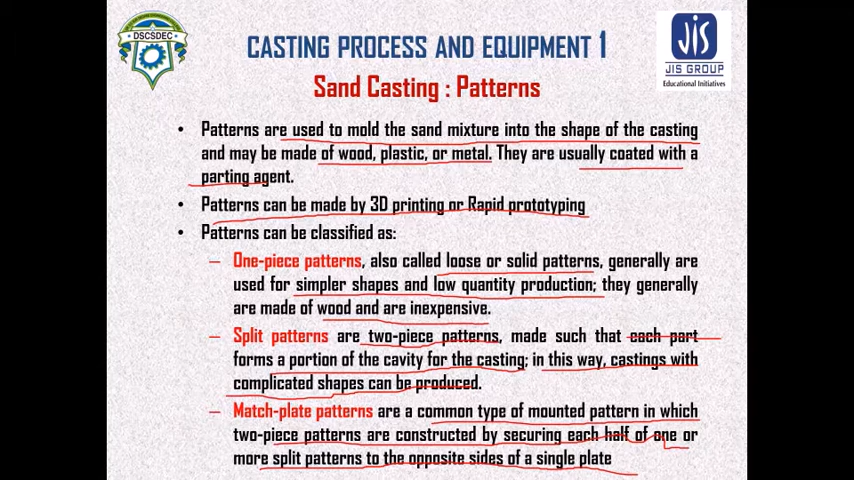 DSCSDEC
JIS
JIS GROUP
Educational Initiatives
CASTING PROCESS AND EQUIPMENT 1
Sand Casting : Patterns
• Patterns are used to mold the sand mixture into the shape of the casting
and may be made of wood, plastic, or metal. They are usually coated with a
parting agent.
• Patterns can be made by 3D printing or Rapid prototyping
• Patterns can be classified as:
– One-piece patterns, also called loose or solid patterns, generally are
used for simpler shapes and low quantity production; they generally
are made of wood and are inexpensive.
– Split patterns are two-piece patterns, made such that each part
forms a portion of the cavity for the casting; in this way, castings with
complicated shapes can be produced.
– Match-plate patterns are a common type of mounted pattern in which
two-piece patterns are constructed by securing each half of one or
more split patterns to the opposite sides of a single plate